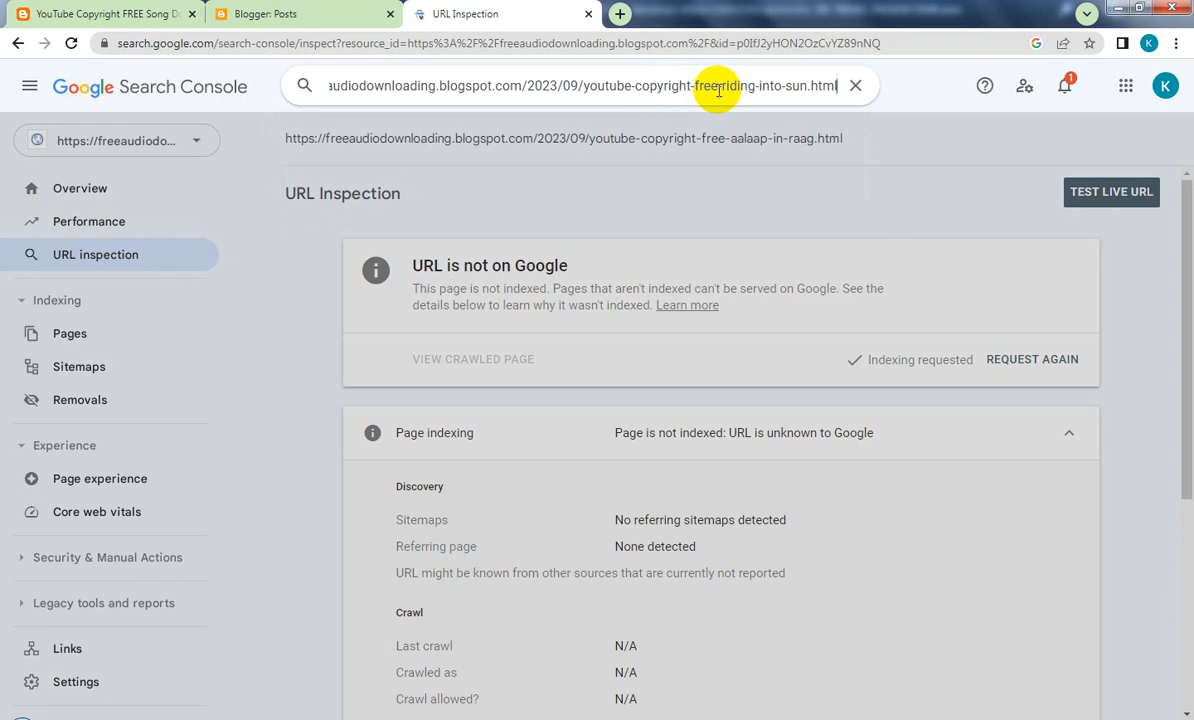 YouTube Copyright FREE Song Do
Blogger: Posts
URL Inspection
search.google.com/search-console/inspect?resource_id=https%3A%2F%2Ffreeaudiodownloading.blogspot.com%2F&id=p0IfJ2yHON2OzCvYZ89nNQ
K
Google Search Console
audiodownloading.blogspot.com/2023/09/youtube-copyright-free-riding-into-sun.html
1
K
https://freeaudiodo...
https://freeaudiodownloading.blogspot.com/2023/09/youtube-copyright-free-aalaap-in-raag.html
Overview
URL Inspection
TEST LIVE URL
Performance
URL inspection
URL is not on Google
This page is not indexed. Pages that aren't indexed can't be served on Google. See the
details below to learn why it wasn't indexed. Learn more
Indexing
Pages
VIEW CRAWLED PAGE
Indexing requested
REQUEST AGAIN
Sitemaps
Removals
Page indexing
Page is not indexed: URL is unknown to Google
Experience
Page experience
Discovery
Core web vitals
Sitemaps
No referring sitemaps detected
Referring page
None detected
Security & Manual Actions
URL might be known from other sources that are currently not reported
Legacy tools and reports
Crawl
Links
Last crawl
N/A
Crawled as
N/A
Settings
Crawl allowed?
N/A